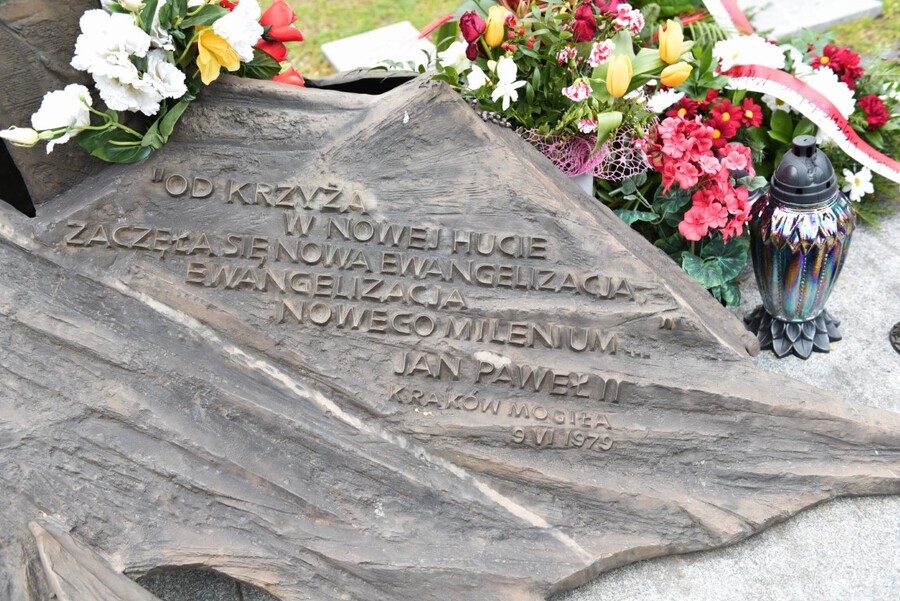 "OD KRZYŻA
W NOWEJ HUCIE
ZACZĘŁA SIĘ NOWA EWANGELIZACJA,
EWANGELIZACJA
NOWEGO MILENIUM..."
JAN PAWEŁ II
KRAKÓW MOGIŁA
9 VI 1979